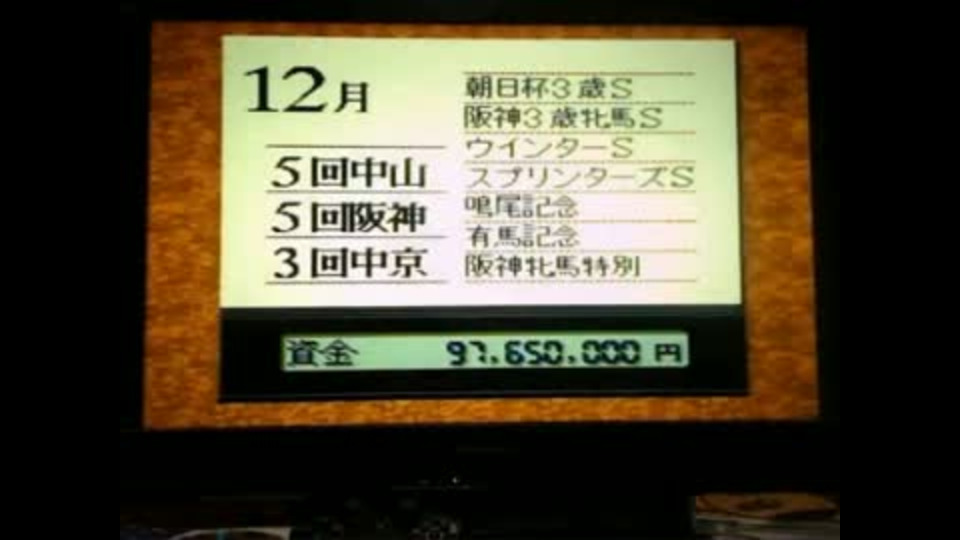 12月
5回中山
5回阪神
3回中京
朝日杯3歳S
阪神3歳牝馬S
ウインターS
スプリンターズS
鳴尾記念
有馬記念
阪神牝馬特別
資金 97,650,000円